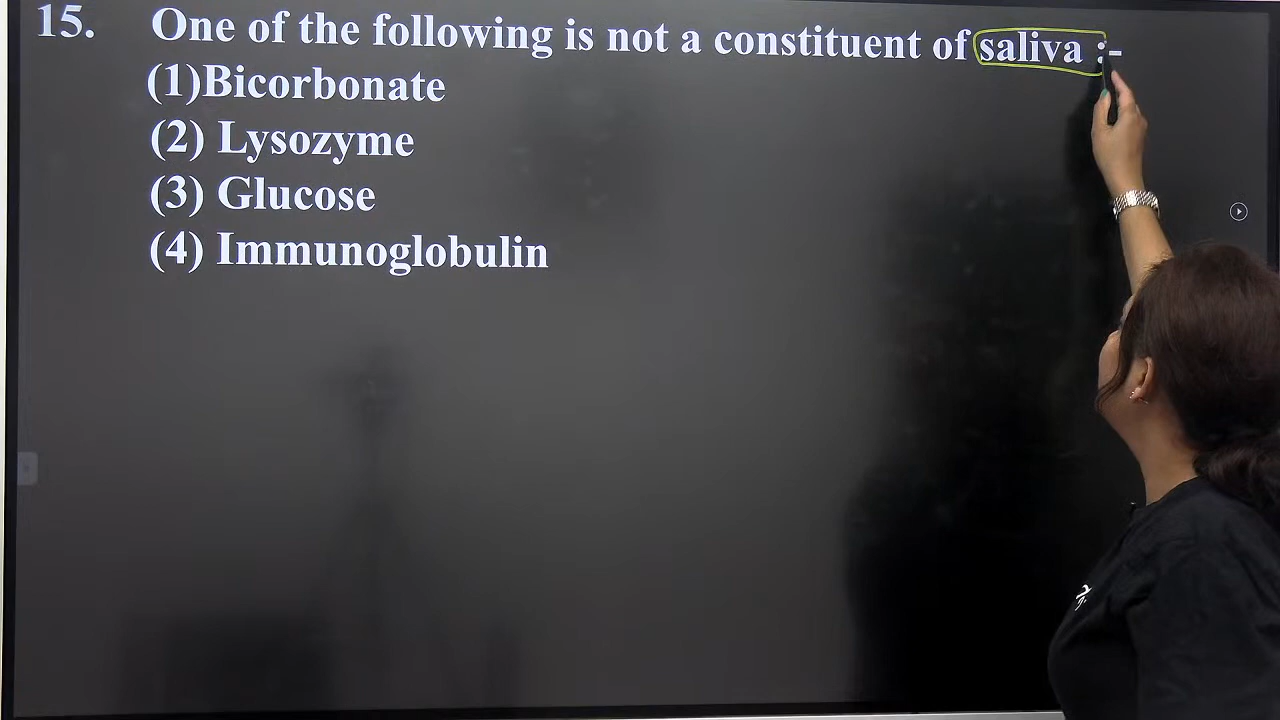 15. One of the following is not a constituent of saliva :-
(1)Bicorbonate
(2) Lysozyme
(3) Glucose
(4) Immunoglobulin